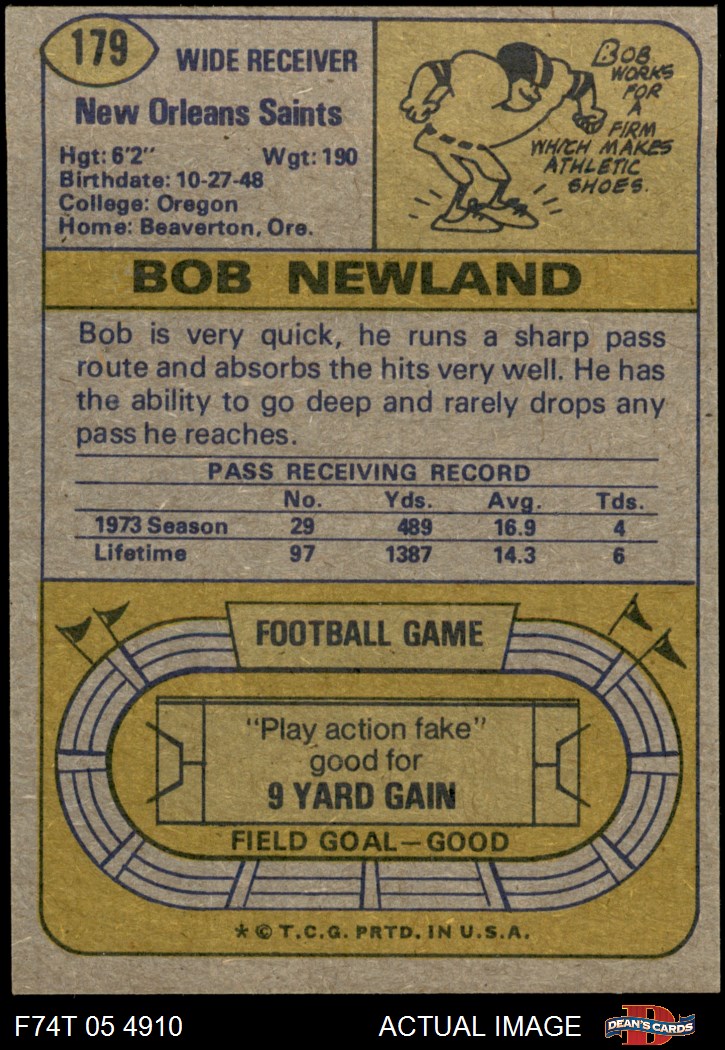 179
WIDE RECEIVER
New Orleans Saints
Hgt: 6'2" Wgt: 190
Birthdate: 10-27-48
College: Oregon
Home: Beaverton, Ore.
BOB
WORKS
FOR
A
FIRM
WHICH MAKES
ATHLETIC
SHOES.
BOB NEWLAND
Bob is very quick, he runs a sharp pass
route and absorbs the hits very well. He has
the ability to go deep and rarely drops any
pass he reaches.
PASS RECEIVING RECORD
No. Yds. Avg. Tds.
1973 Season 29 489 16.9 4
Lifetime 97 1387 14.3 6
FOOTBALL GAME
"Play action fake"
good for
9 YARD GAIN
FIELD GOAL—GOOD
* © T.C.G. PRTD. IN U.S.A.
F74T 05 4910 ACTUAL IMAGE
D
DEAN'S CARDS